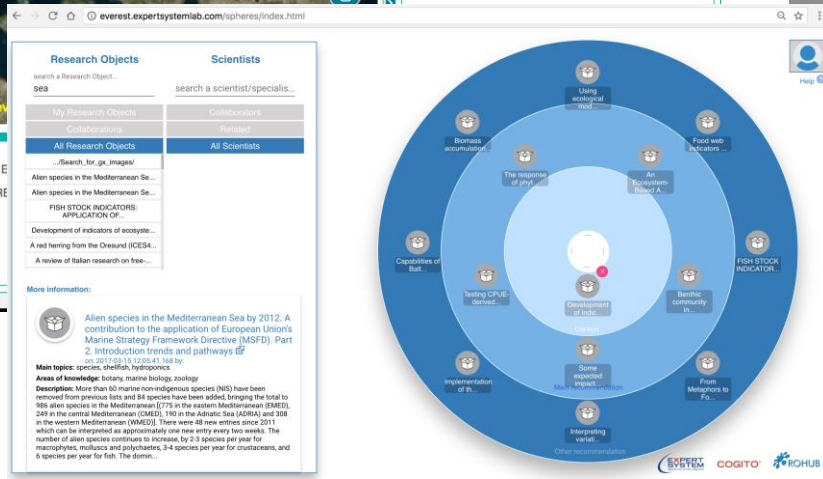 everest.expertsystemlab.com/spheres/index.html
Research Objects
Scientists
search a Research Object...
sea
search a scientist/specialis...
My Research Objects
Collaborators
Collaborations
Related
All Research Objects
All Scientists
.../Search_for_gx_images/
Alien species in the Mediterranean Se...
Alien species in the Mediterranean Se...
FISH STOCK INDICATORS:
APPLICATION OF...
Development of indicators of ecosyste...
A red herring from the Oresund (ICES4...
A review of Italian research on free-...
More information:
Alien species in the Mediterranean Sea by 2012. A
contribution to the application of European Union's
Marine Strategy Framework Directive (MSFD). Part
2. Introduction trends and pathways
on: 2017-03-15 12:05:41.168 by:
Main topics: species, shellfish, hydroponics
Areas of knowledge: botany, marine biology, zoology
Description: More than 60 marine non-indigenous species (NIS) have been
removed from previous lists and 84 species have been added, bringing the total to
986 alien species in the Mediterranean [(775 in the eastern Mediterranean (EMED),
249 in the central Mediterranean (CMED), 190 in the Adriatic Sea (ADRIA) and 308
in the western Mediterranean (WMED)]. There were 48 new entries since 2011
which can be interpreted as approximately one new entry every two weeks. The
number of alien species continues to increase, by 2-3 species per year for
macrophytes, molluscs and polychaetes, 3-4 species per year for crustaceans, and
6 species per year for fish. The domin...
Help
Using
ecological
mod...
Biomass
accumulation...
Food web
indicators ...
The response
of phyt...
An
Ecosystem-
Based A...
Capabilities of
Balt...
FISH STOCK
INDICATOR...
Testing CPUE-
derived...
Benthic
community
in...
Development
of indic...
Context
Some
expected
impact...
Main recommendation
Implementation
of th...
From
Metaphors to
Fo...
Interpreting
variati...
Other recommendation
EXPERT
SYSTEM
COGITO
ROHUB